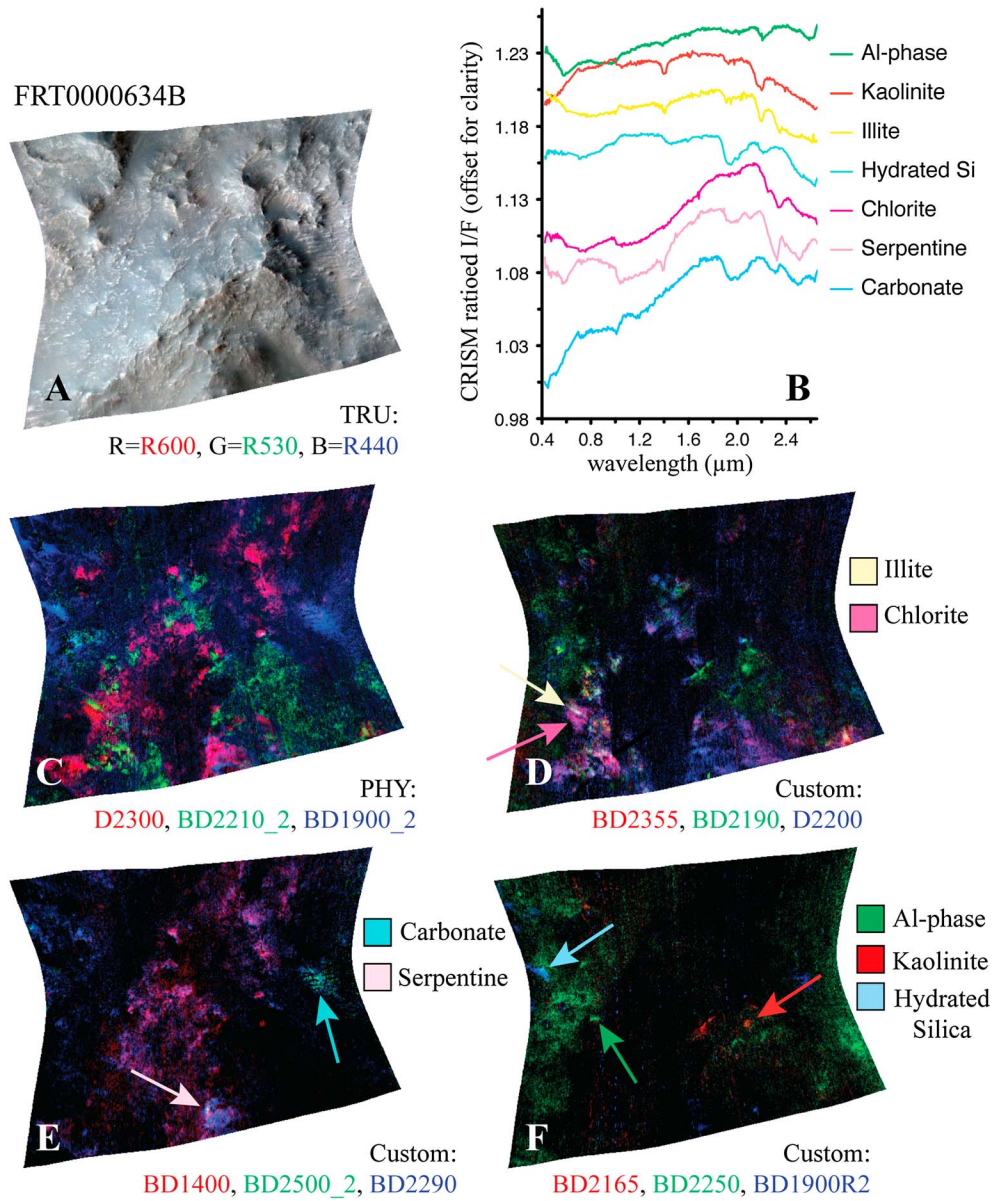 FRT0000634B
A
TRU:
R=R600, G=R530, B=R440
CRISM ratioed I/F (offset for clarity)
1.23
1.18
1.13
1.08
1.03
0.98
0.4 0.8 1.2 1.6 2.0 2.4
wavelength (µm)
B
Al-phase
Kaolinite
Illite
Hydrated Si
Chlorite
Serpentine
Carbonate
C
PHY:
D2300, BD2210_2, BD1900_2
Illite
Chlorite
D
Custom:
BD2355, BD2190, D2200
Carbonate
Serpentine
E
Custom:
BD1400, BD2500_2, BD2290
Al-phase
Kaolinite
Hydrated
Silica
F
Custom:
BD2165, BD2250, BD1900R2